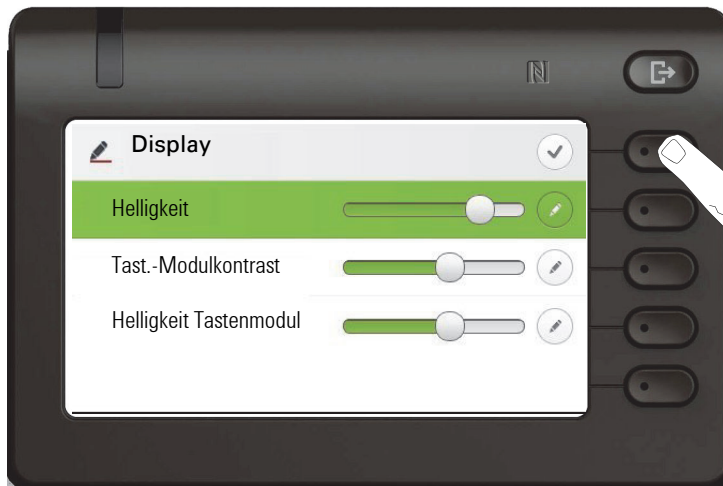 Display
Helligkeit
Tast.-Modulkontrast
Helligkeit Tastenmodul